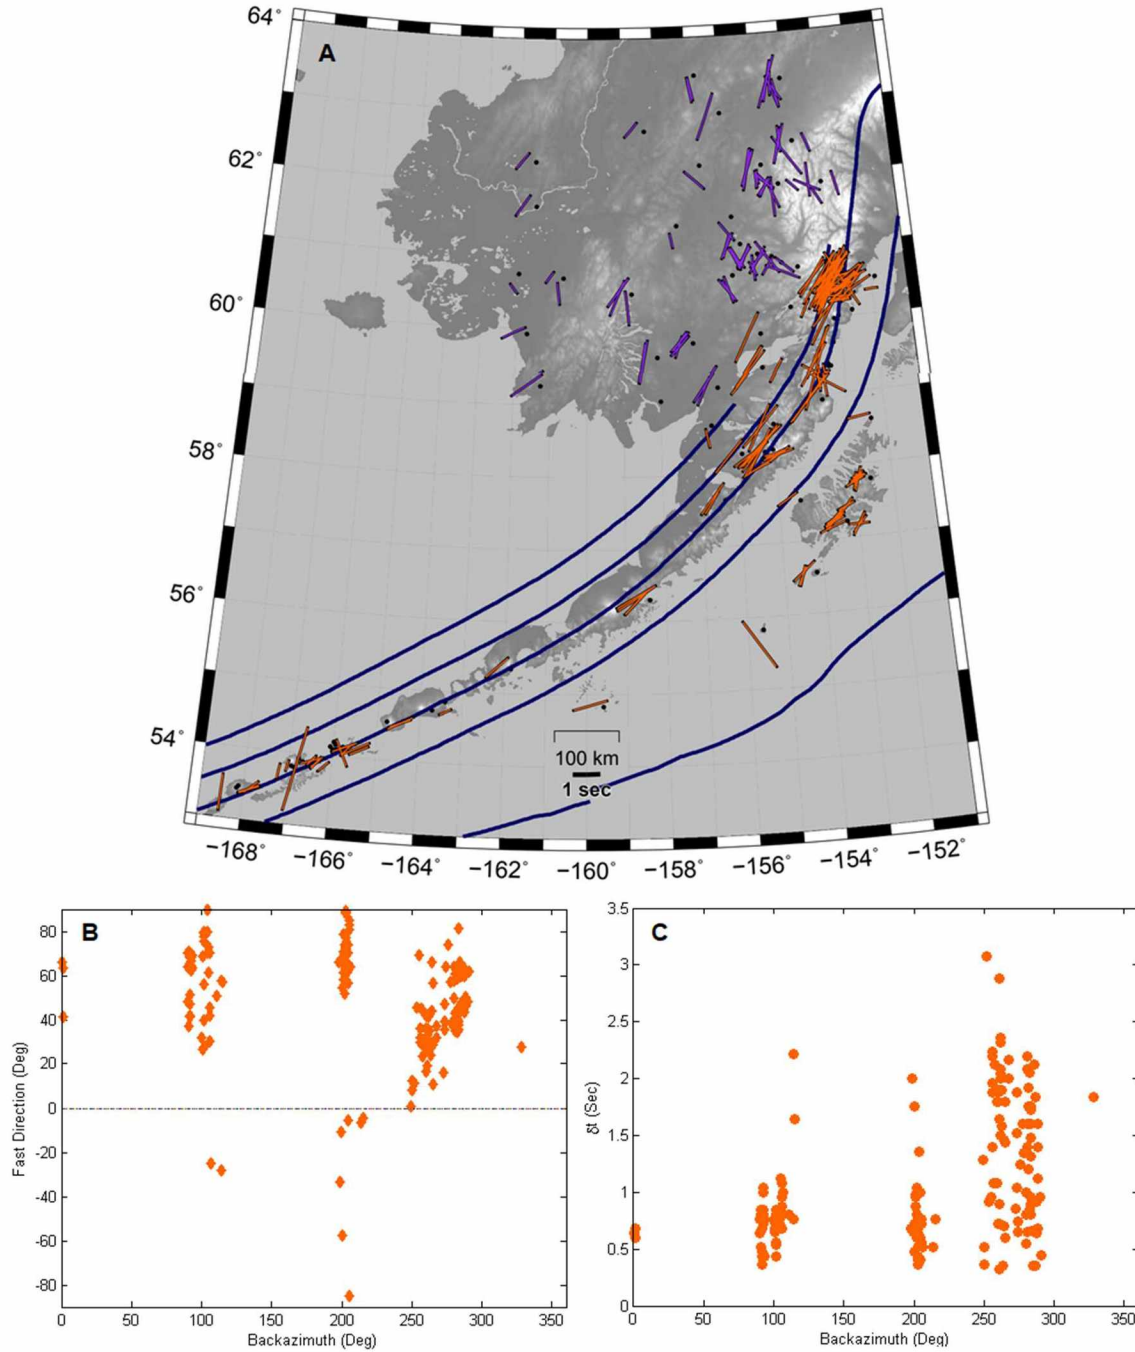 64°
A
62°
60°
58°
56°
54°
100 km
1 sec
−168°
−166°
−164°
−162°
−160°
−158°
−156°
−154°
−152°
B
Fast Direction (Deg)
80
60
40
20
0
-20
-40
-60
-80
0 50 100 150 200 250 300 350
Backazimuth (Deg)
C
δt (Sec)
3.5
3
2.5
2
1.5
1
0.5
0
0 50 100 150 200 250 300 350
Backazimuth (Deg)